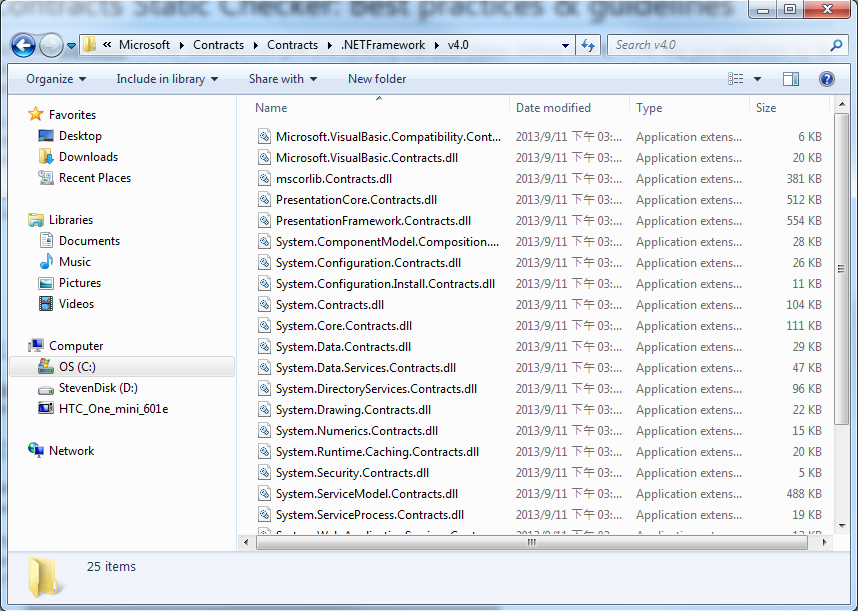 ontracts Static Checker: Best practices & guidelines
« Microsoft ▸ Contracts ▸ Contracts ▸ .NETFramework ▸ v4.0
Search v4.0
Organize Include in library Share with New folder
Name Date modified Type Size
Favorites
Desktop
Downloads
Recent Places
Libraries
Documents
Music
Pictures
Videos
Computer
OS (C:)
StevenDisk (D:)
HTC_One_mini_601e
Network
Microsoft.VisualBasic.Compatibility.Cont... 2013/9/11 下午 03:... Application extens... 6 KB
Microsoft.VisualBasic.Contracts.dll 2013/9/11 下午 03:... Application extens... 20 KB
mscorlib.Contracts.dll 2013/9/11 下午 03:... Application extens... 381 KB
PresentationCore.Contracts.dll 2013/9/11 下午 03:... Application extens... 512 KB
PresentationFramework.Contracts.dll 2013/9/11 下午 03:... Application extens... 554 KB
System.ComponentModel.Composition.... 2013/9/11 下午 03:... Application extens... 28 KB
System.Configuration.Contracts.dll 2013/9/11 下午 03:... Application extens... 26 KB
System.Configuration.Install.Contracts.dll 2013/9/11 下午 03:... Application extens... 11 KB
System.Contracts.dll 2013/9/11 下午 03:... Application extens... 104 KB
System.Core.Contracts.dll 2013/9/11 下午 03:... Application extens... 111 KB
System.Data.Contracts.dll 2013/9/11 下午 03:... Application extens... 29 KB
System.Data.Services.Contracts.dll 2013/9/11 下午 03:... Application extens... 47 KB
System.DirectoryServices.Contracts.dll 2013/9/11 下午 03:... Application extens... 96 KB
System.Drawing.Contracts.dll 2013/9/11 下午 03:... Application extens... 22 KB
System.Numerics.Contracts.dll 2013/9/11 下午 03:... Application extens... 15 KB
System.Runtime.Caching.Contracts.dll 2013/9/11 下午 03:... Application extens... 20 KB
System.Security.Contracts.dll 2013/9/11 下午 03:... Application extens... 5 KB
System.ServiceModel.Contracts.dll 2013/9/11 下午 03:... Application extens... 488 KB
System.ServiceProcess.Contracts.dll 2013/9/11 下午 03:... Application extens... 19 KB
25 items